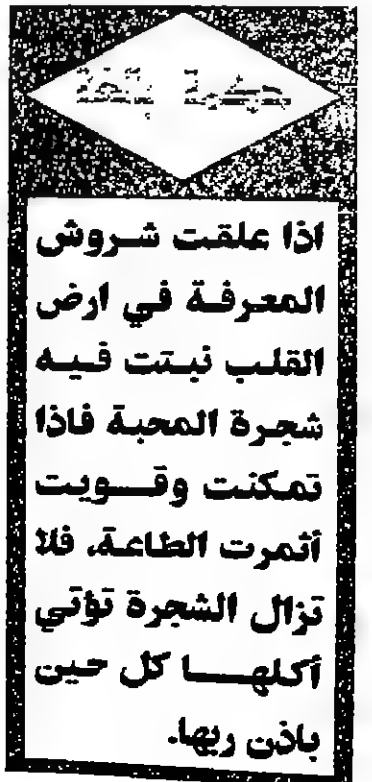 حكمة بالغة
اذا علقت شروش
المعرفة في ارض
القلب نبتت فيه
شجرة المحبة فاذا
تمكنت وقويت
أثمرت الطاعة، فلا
تزال الشجرة تؤتي
أكلها كل حين
باذن ربها.